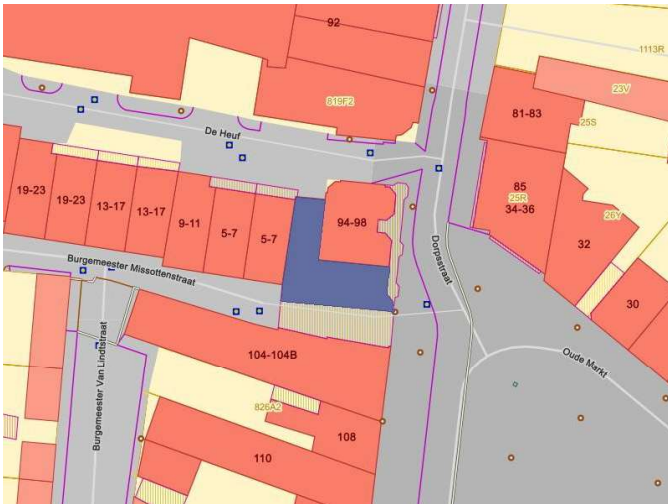 92
1113R
23V
819F2
81-83
25S
De Heuf
19-23
19-23
13-17
13-17
9-11
5-7
5-7
94-98
85
34-36
25R
26Y
32
30
Dorpsstraat
Burgemeester Missottenstraat
Burgemeester Van Lindtstraat
104-104B
Oude Markt
826A2
108
110